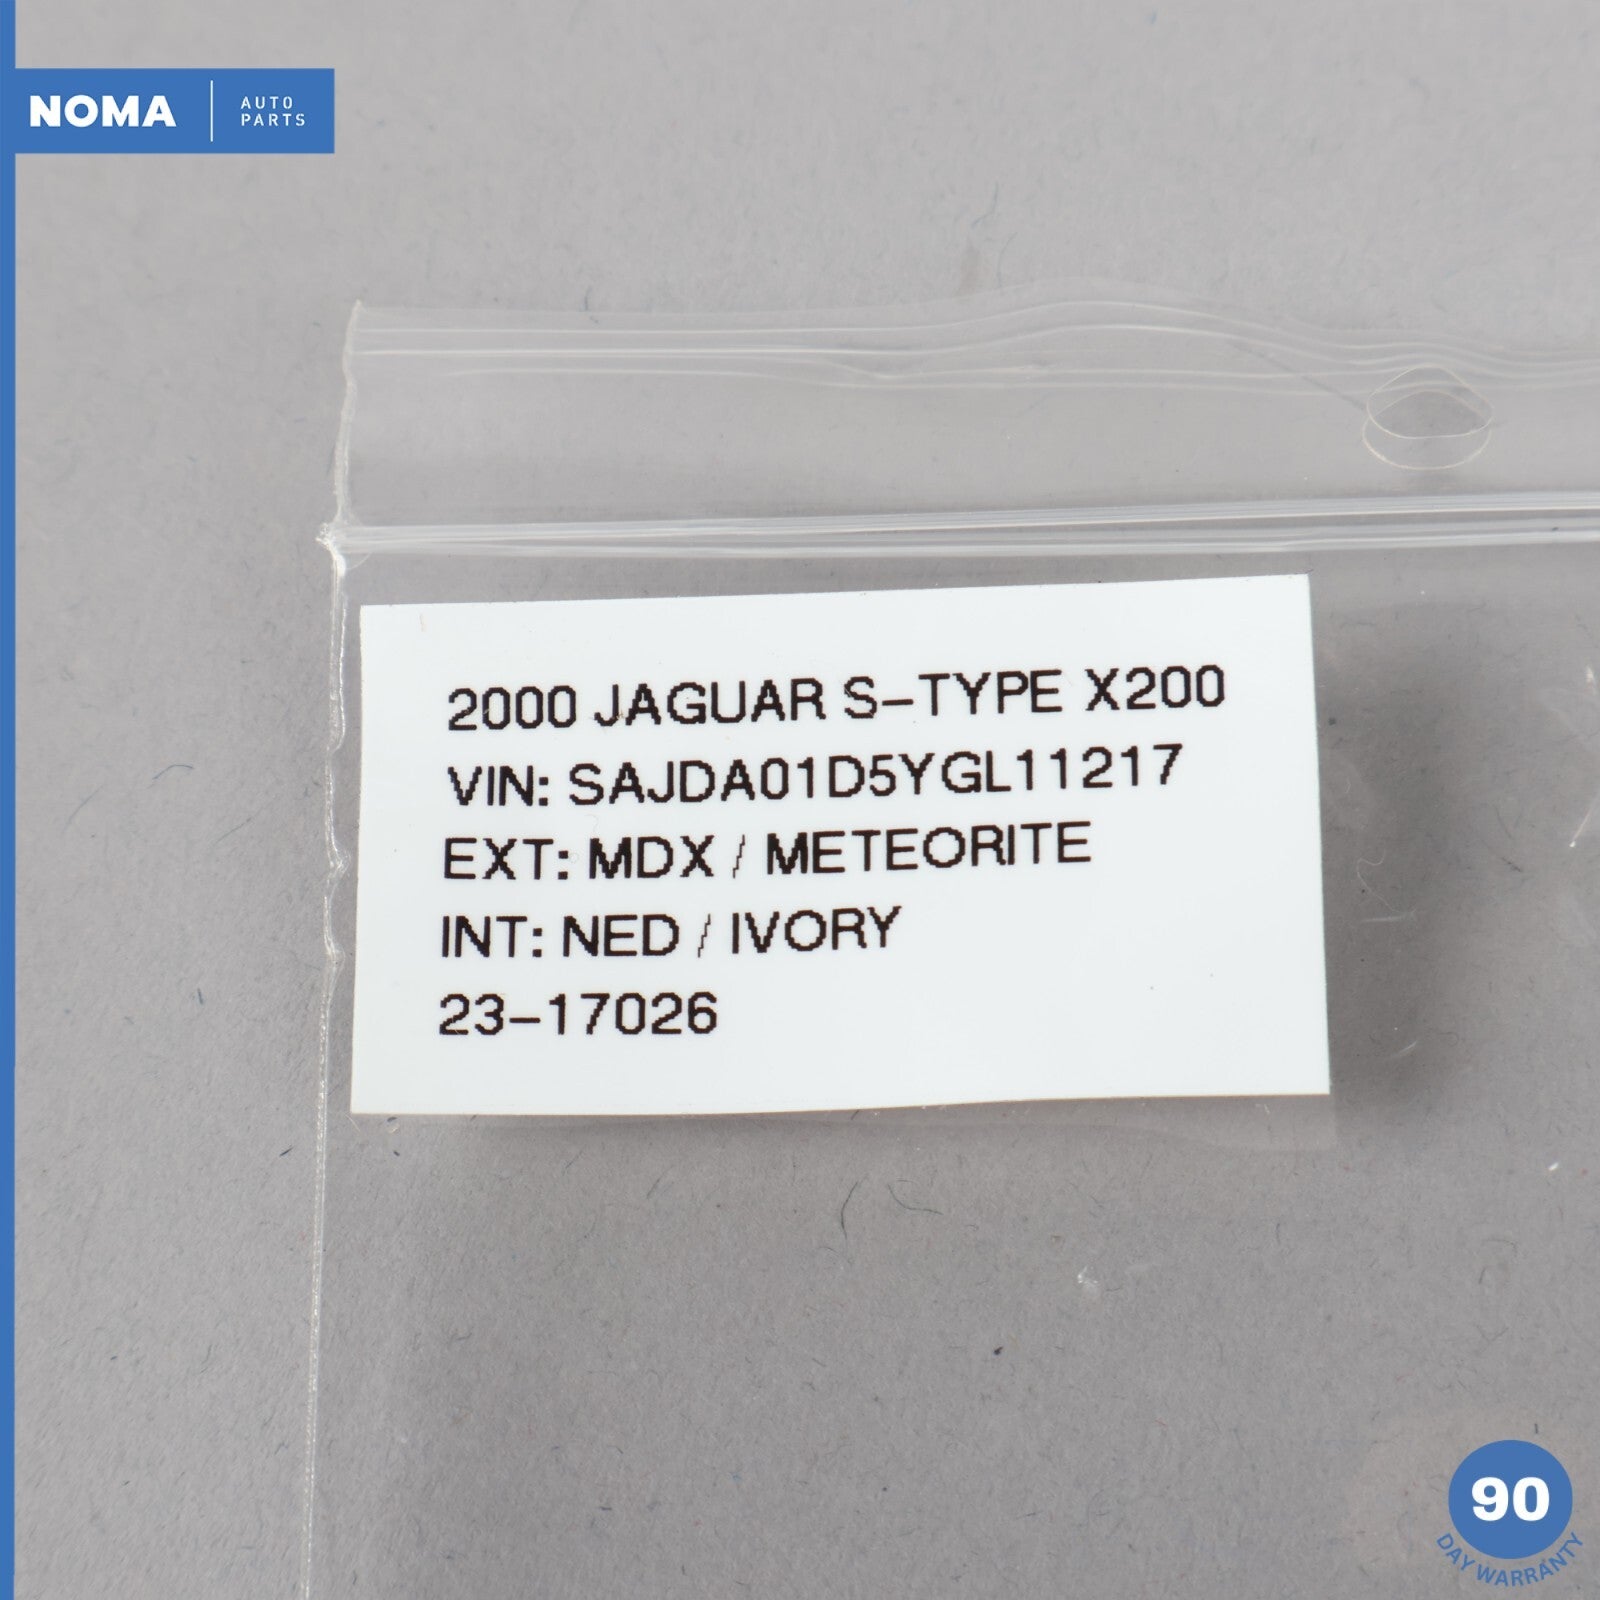 NOMA
AUTO
PARTS
2000 JAGUAR S-TYPE X200
VIN: SAJDA01D5YGL11217
EXT: MDX / METEORITE
INT: NED / IVORY
23-17026
90
DAY WARRANTY